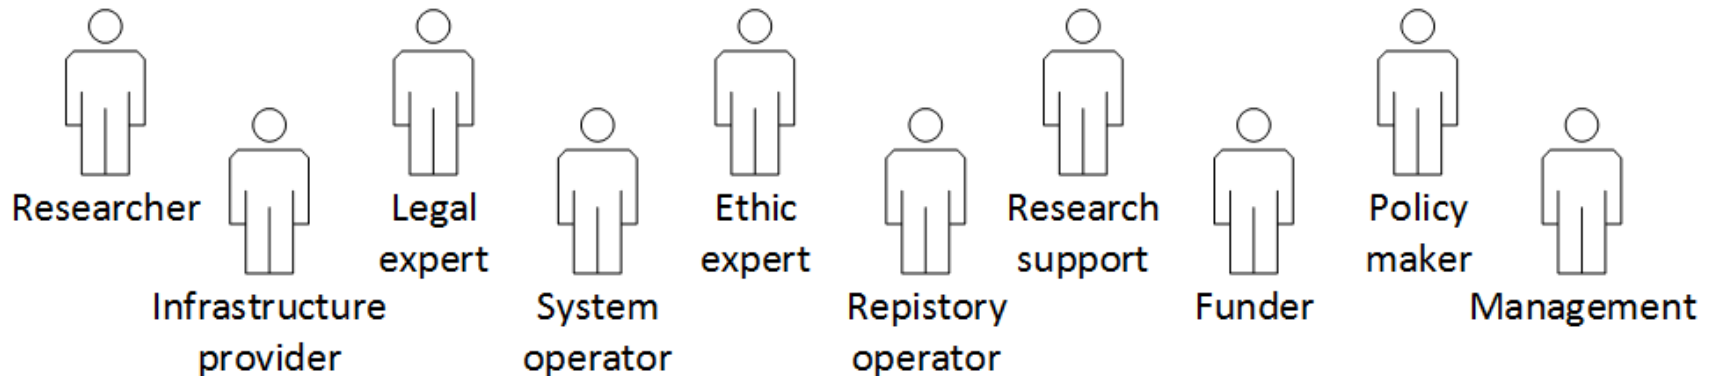 Researcher
Infrastructure
provider
Legal
expert
System
operator
Ethic
expert
Repistory
operator
Research
support
Funder
Policy
maker
Management